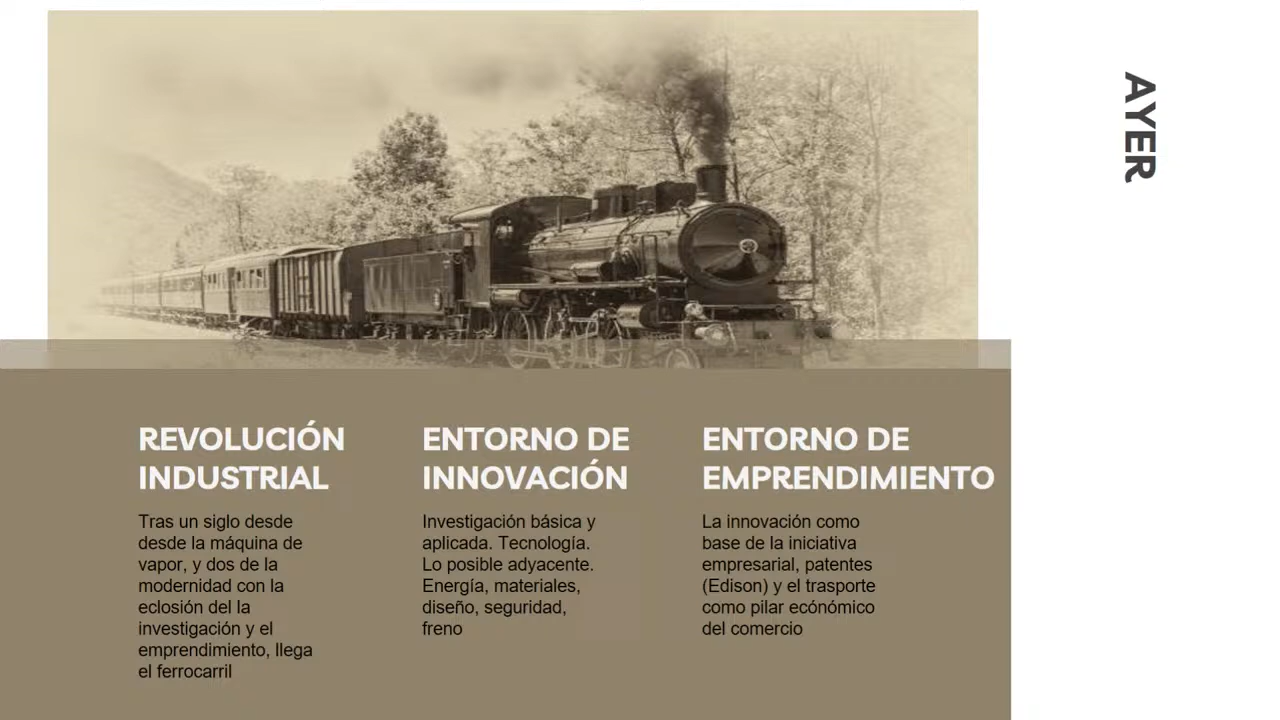 AYER
REVOLUCIÓN
INDUSTRIAL
Tras un siglo desde
desde la máquina de
vapor, y dos de la
modernidad con la
eclosión del la
investigación y el
emprendimiento, llega
el ferrocarril
ENTORNO DE
INNOVACIÓN
Investigación básica y
aplicada. Tecnología.
Lo posible adyacente.
Energía, materiales,
diseño, seguridad,
freno
ENTORNO DE
EMPRENDIMIENTO
La innovación como
base de la iniciativa
empresarial, patentes
(Edison) y el trasporte
como pilar ecónómico
del comercio